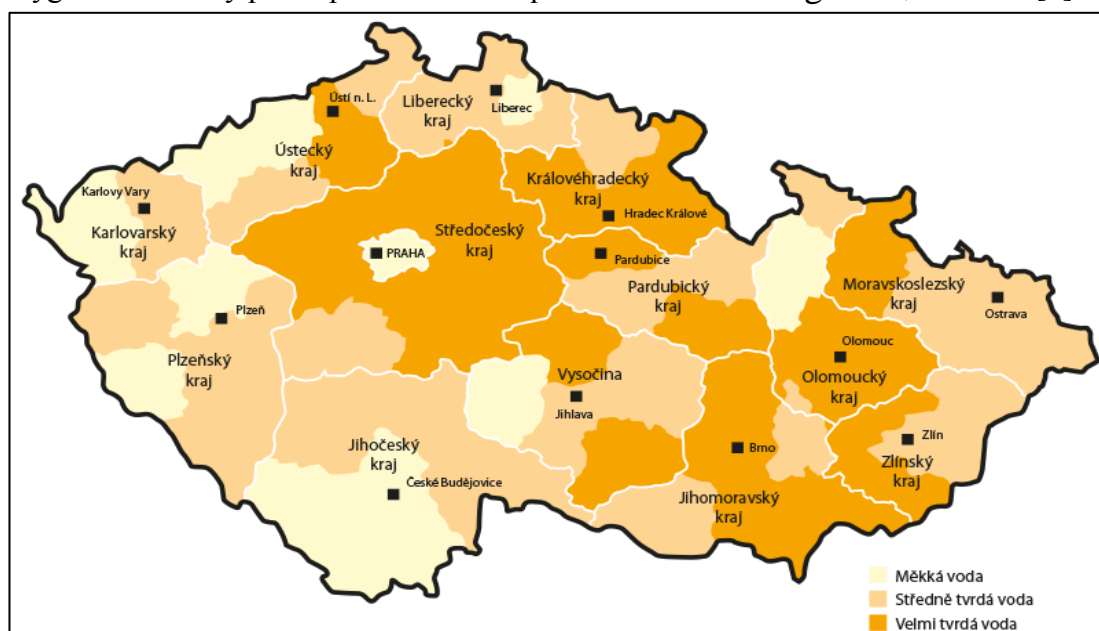 Ústí n. L.
Liberecký
kraj
Liberec
Ústecký
kraj
Karlovy Vary
Karlovarský
kraj
Královéhradecký
kraj
Hradec Králové
Středočeský
kraj
PRAHA
Pardubice
Pardubický
kraj
Moravskoslezský
kraj
Ostrava
Plzeň
Plzeňský
kraj
Olomouc
Olomoucký
kraj
Vysočina
Jihlava
Jihočeský
kraj
České Budějovice
Brno
Jihomoravský
kraj
Zlín
Zlínský
kraj
Měkká voda
Středně tvrdá voda
Velmi tvrdá voda